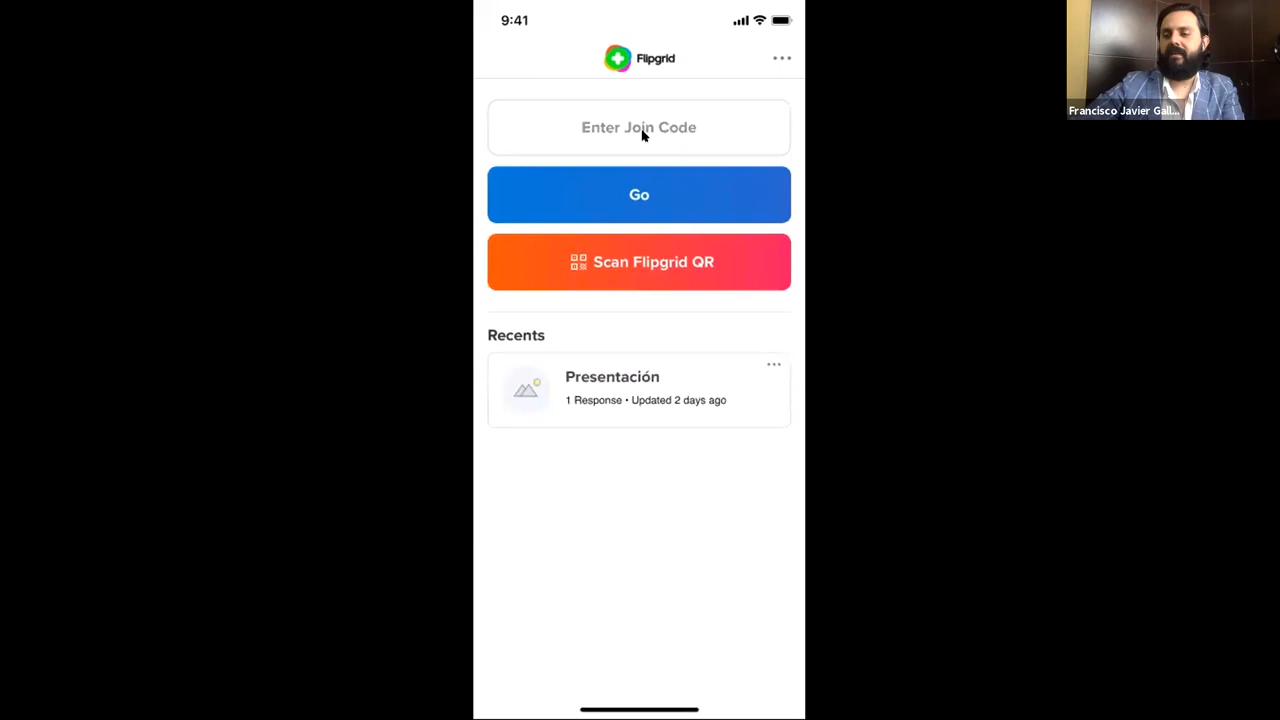 9:41
Flipgrid
Enter Join Code
Go
Scan Flipgrid QR
Recents
Presentación
1 Response • Updated 2 days ago
Francisco Javier Gall...